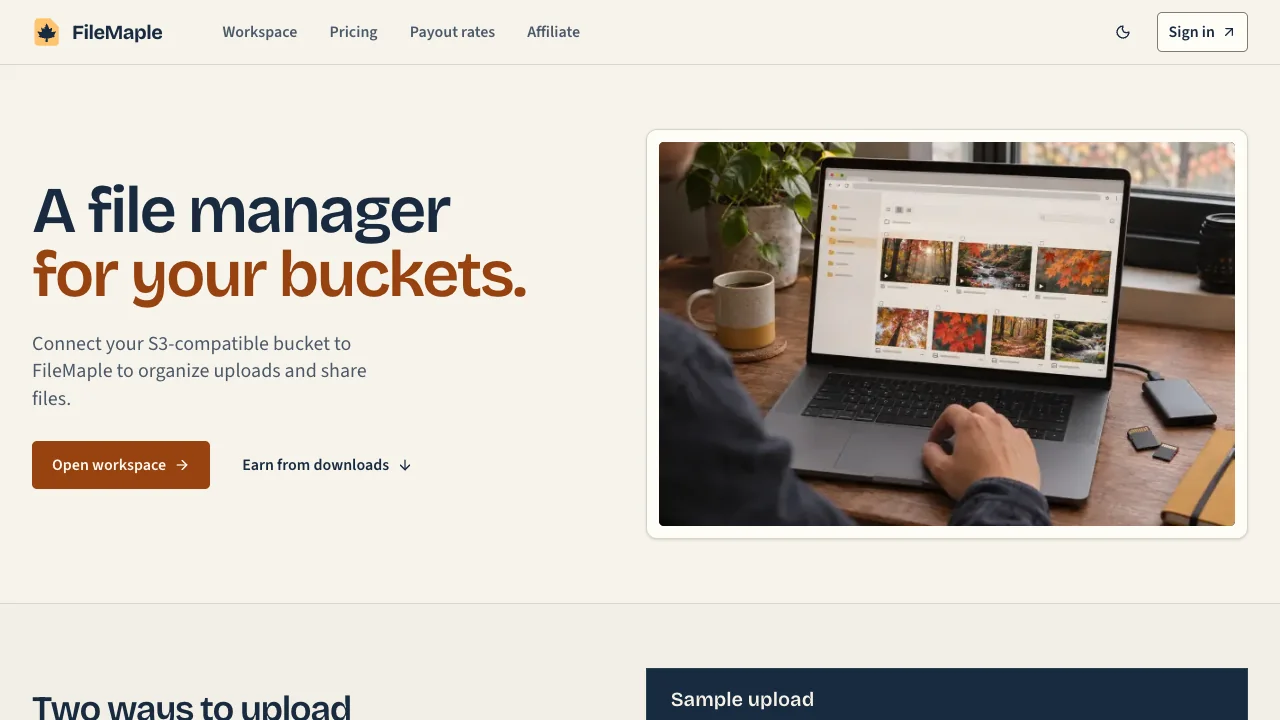 FileMaple
Workspace
Pricing
Payout rates
Affiliate
Sign in
A file manager
for your buckets.
Connect your S3-compatible bucket to
FileMaple to organize uploads and share
files.
Open workspace
Earn from downloads
Two ways to upload
Sample upload